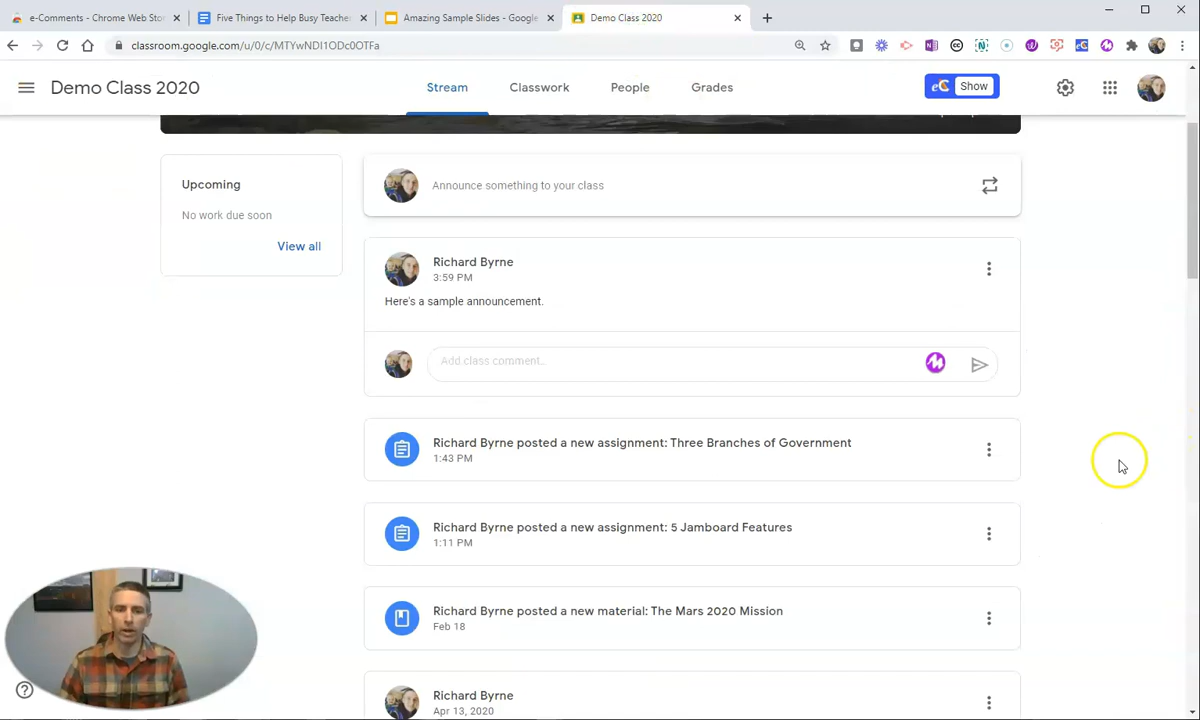 e-Comments - Chrome Web Sto
Five Things to Help Busy Teache
Amazing Sample Slides - Google
Demo Class 2020
classroom.google.com/u/0/c/MTYwNDI1ODc0OTFa
Demo Class 2020
Stream
Classwork
People
Grades
eC Show
Upcoming
No work due soon
View all
Announce something to your class
Richard Byrne
3:59 PM
Here's a sample announcement.
Add class comment...
Richard Byrne posted a new assignment: Three Branches of Government
1:43 PM
Richard Byrne posted a new assignment: 5 Jamboard Features
1:11 PM
Richard Byrne posted a new material: The Mars 2020 Mission
Feb 18
Richard Byrne
Apr 13, 2020